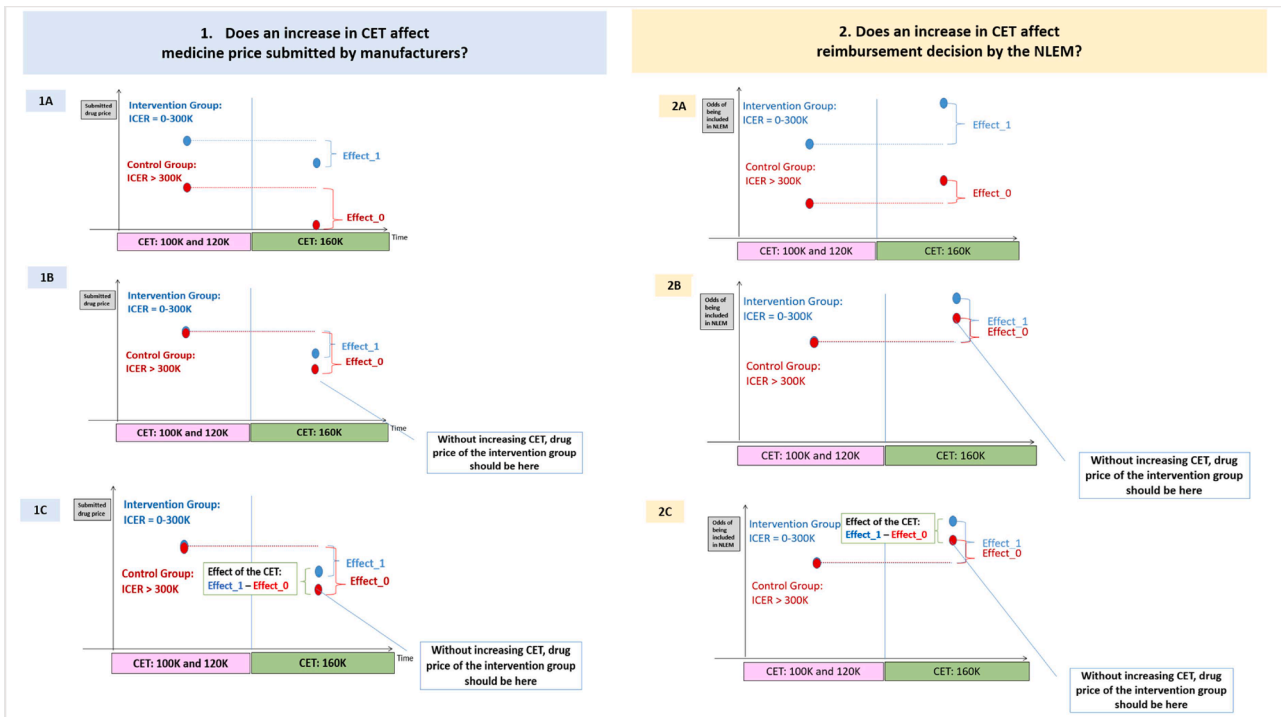 1. Does an increase in CET affect
medicine price submitted by manufacturers?
1A
Submitted
drug price
Intervention Group:
ICER = 0-300K
Effect_1
Control Group:
ICER > 300K
Effect_0
Time
CET: 100K and 120K
CET: 160K
1B
Submitted
drug price
Intervention Group:
ICER = 0-300K
Effect_1
Control Group:
ICER > 300K
Effect_0
Time
CET: 100K and 120K
CET: 160K
Without increasing CET, drug
price of the intervention group
should be here
1C
Submitted
drug price
Intervention Group:
ICER = 0-300K
Control Group:
ICER > 300K
Effect of the CET:
Effect_1 – Effect_0
Effect_1
Effect_0
Time
CET: 100K and 120K
CET: 160K
Without increasing CET, drug
price of the intervention group
should be here
2. Does an increase in CET affect
reimbursement decision by the NLEM?
2A
Odds of
being
included
in NLEM
Intervention Group:
ICER = 0-300K
Effect_1
Control Group:
ICER > 300K
Effect_0
CET: 100K and 120K
CET: 160K
2B
Odds of
being
included
in NLEM
Intervention Group:
ICER = 0-300K
Effect_1
Effect_0
Control Group:
ICER > 300K
CET: 100K and 120K
CET: 160K
Without increasing CET, drug
price of the intervention group
should be here
2C
Odds of
being
included
in NLEM
Intervention Group
ICER = 0-300K
Effect of the CET:
Effect_1 – Effect_0
Effect_1
Effect_0
Control Group:
ICER > 300K
CET: 100K and 120K
CET: 160K
Without increasing CET, drug
price of the intervention group
should be here